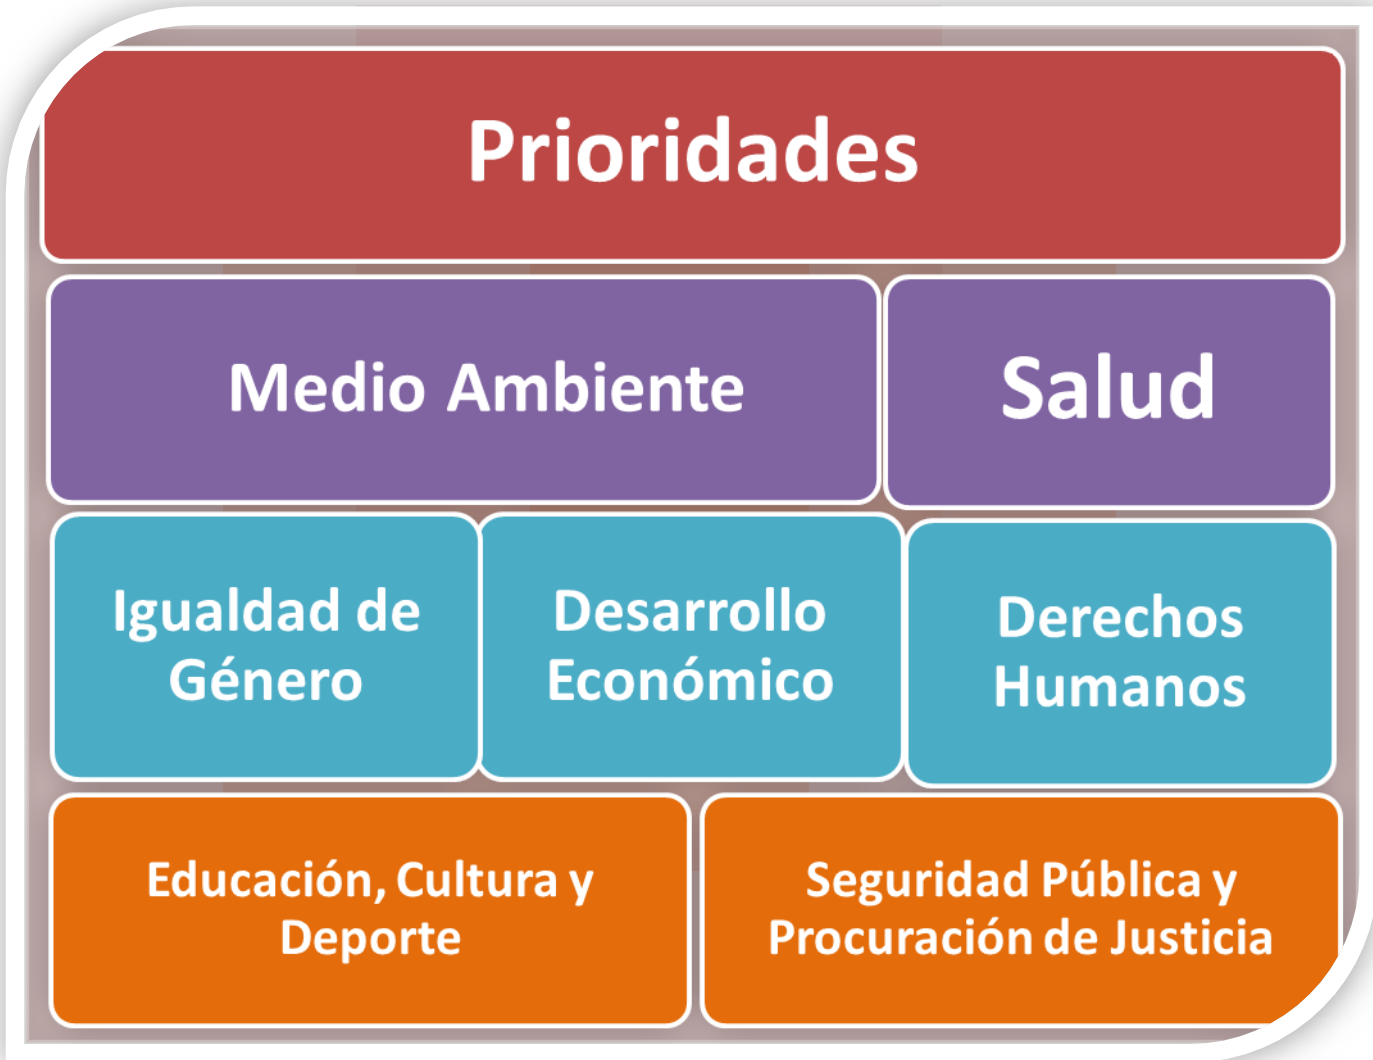 Prioridades
Medio Ambiente
Salud
Igualdad de
Género
Desarrollo
Económico
Derechos
Humanos
Educación, Cultura y
Deporte
Seguridad Pública y
Procuración de Justicia